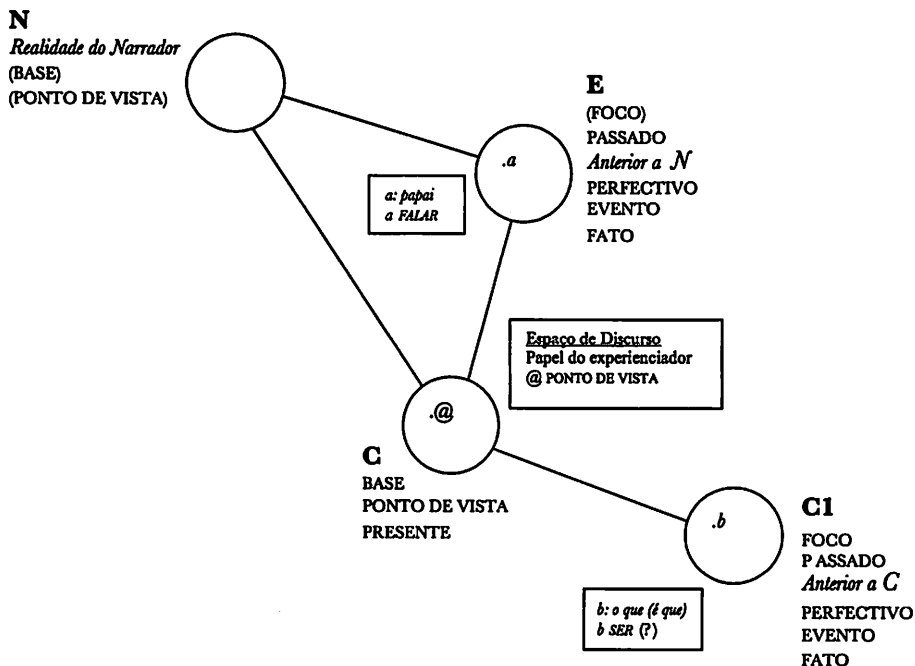 N
Realidade do Narrador
(BASE)
(PONTO DE VISTA)
E
(FOCO)
PASSADO
Anterior a N
PERFECTIVO
EVENTO
FATO
.a
a: papai
a FALAR
Espaço de Discurso
Papel do experienciador
@ PONTO DE VISTA
.@
C
BASE
PONTO DE VISTA
PRESENTE
.b
C1
FOCO
P ASSADO
Anterior a C
PERFECTIVO
EVENTO
FATO
b: o que (é que)
b SER (?)